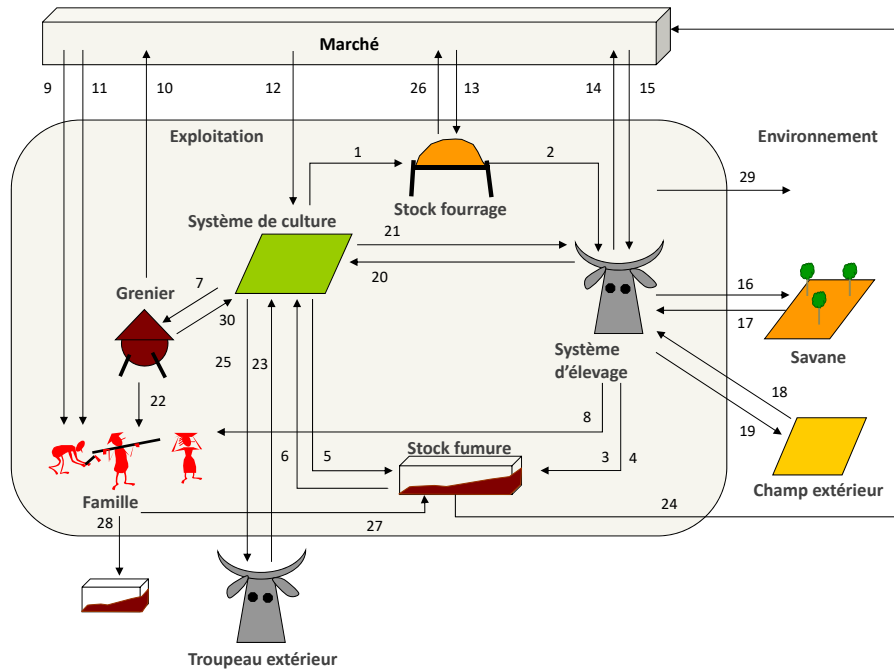 Marché
9
11
10
12
26
13
14
15
Exploitation
Environnement
1
2
29
Stock fourrage
Système de culture
21
20
7
Grenier
30
16
17
25
23
Savane
Système
d’élevage
22
18
8
19
6
5
Stock fumure
3
4
Famille
24
Champ extérieur
28
27
Troupeau extérieur